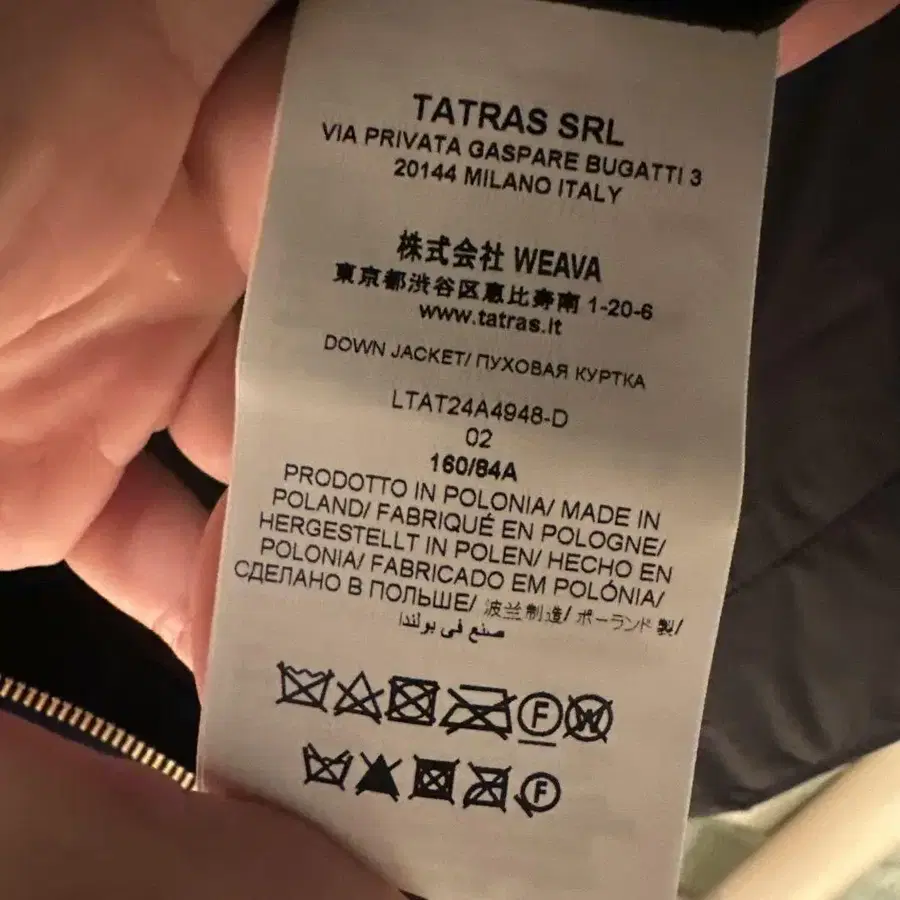 TATRAS SRL
VIA PRIVATA GASPARE BUGATTI 3
20144 MILANO ITALY
株式会社 WEAVA
東京都渋谷区恵比寿南 1-20-6
www.tatras.it
DOWN JACKET/ ПУХОВАЯ КУРТКА
LTAT24A4948-D
02
160/84A
PRODOTTO IN POLONIA/ MADE IN
POLAND/ FABRIQUÉ EN POLOGNE/
HERGESTELLT IN POLEN/ HECHO EN
POLONIA/ FABRICADO EM POLÓNIA/
СДЕЛАНО В ПОЛЬШЕ/ 波兰制造/ ポーランド製/
صنع في بولندا
F W
F